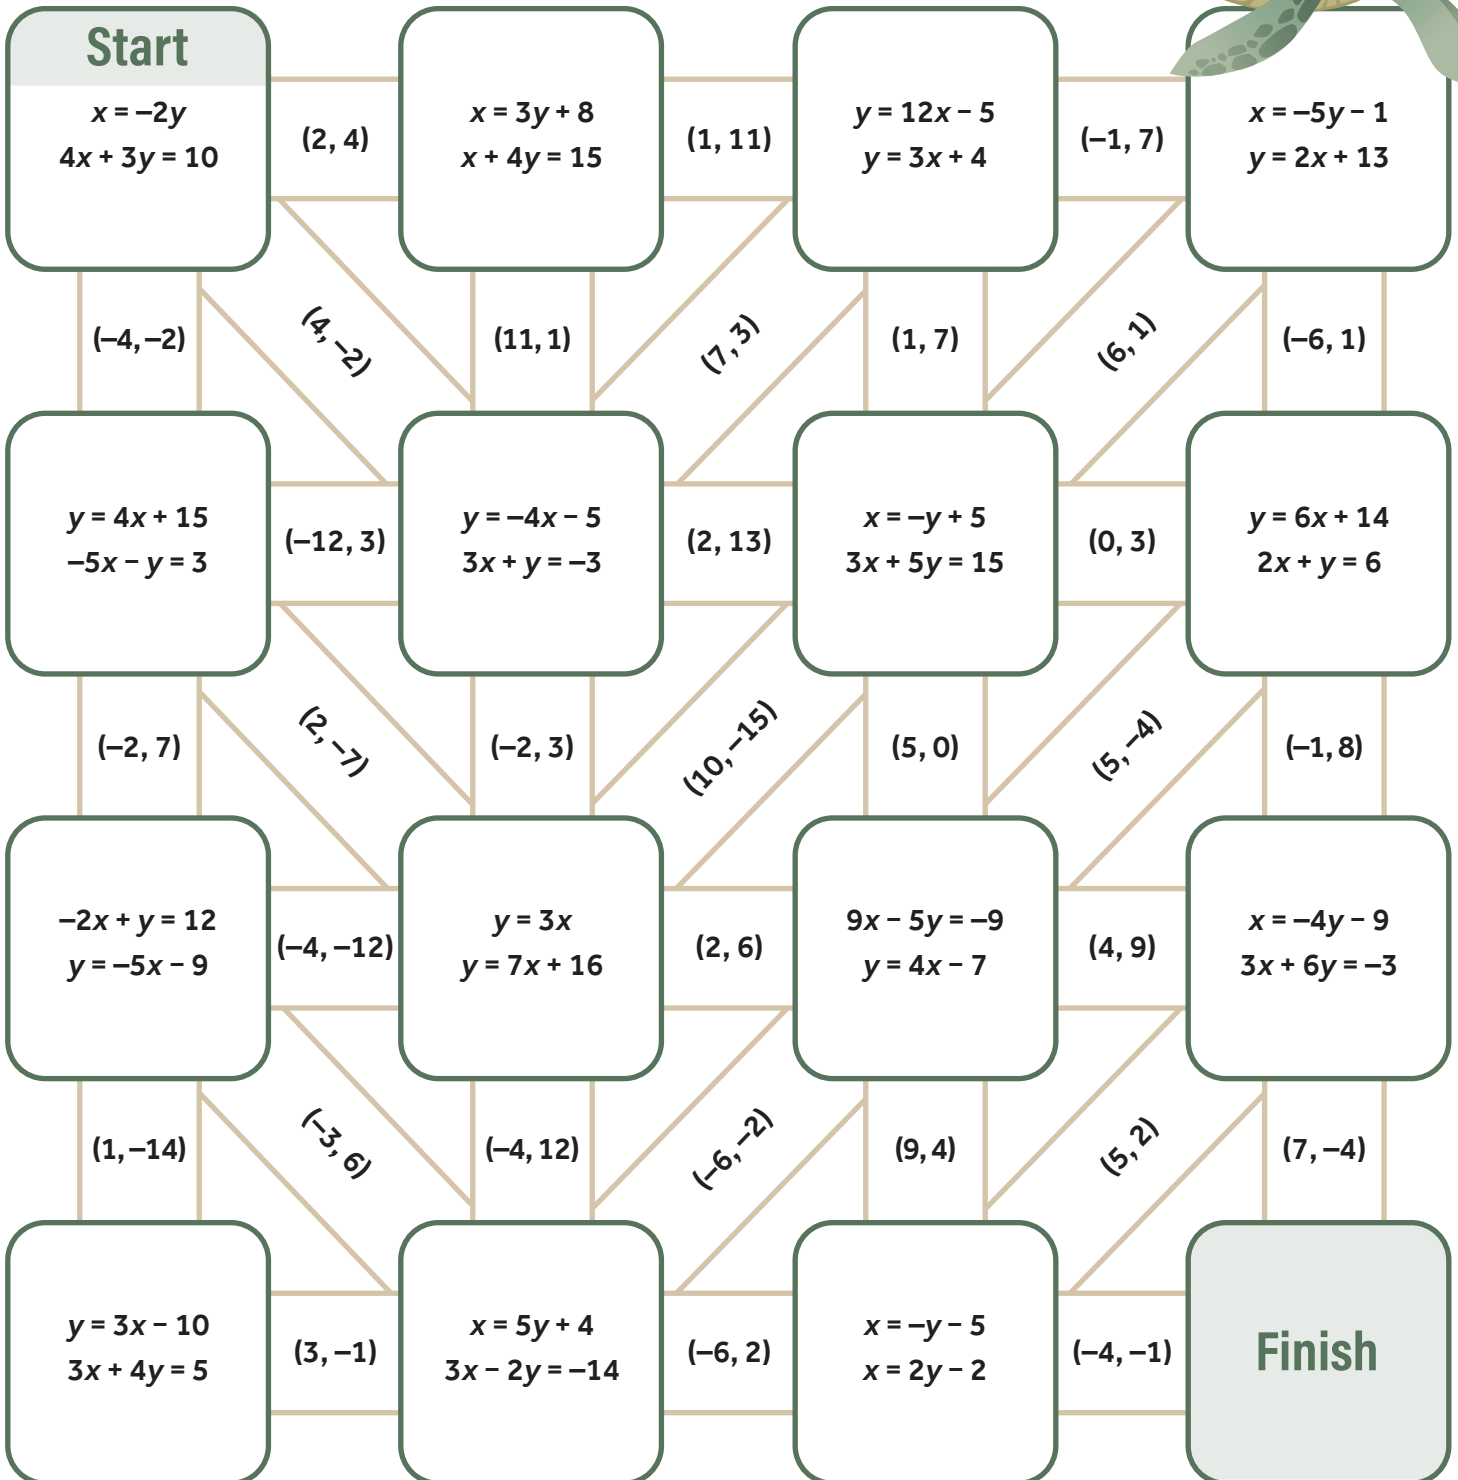 Start
x = –2y
4x + 3y = 10
(2, 4)
x = 3y + 8
x + 4y = 15
(1, 11)
y = 12x – 5
y = 3x + 4
(–1, 7)
x = –5y – 1
y = 2x + 13
(–4, –2)
(4, –2)
(11, 1)
(7, 3)
(1, 7)
(6, 1)
(–6, 1)
y = 4x + 15
–5x – y = 3
(–12, 3)
y = –4x – 5
3x + y = –3
(2, 13)
x = –y + 5
3x + 5y = 15
(0, 3)
y = 6x + 14
2x + y = 6
(–2, 7)
(2, –7)
(–2, 3)
(10, –15)
(5, 0)
(5, –4)
(–1, 8)
–2x + y = 12
y = –5x – 9
(–4, –12)
y = 3x
y = 7x + 16
(2, 6)
9x – 5y = –9
y = 4x – 7
(4, 9)
x = –4y – 9
3x + 6y = –3
(1, –14)
(–3, 6)
(–4, 12)
(–6, –2)
(9, 4)
(5, 2)
(7, –4)
y = 3x – 10
3x + 4y = 5
(3, –1)
x = 5y + 4
3x – 2y = –14
(–6, 2)
x = –y – 5
x = 2y – 2
(–4, –1)
Finish